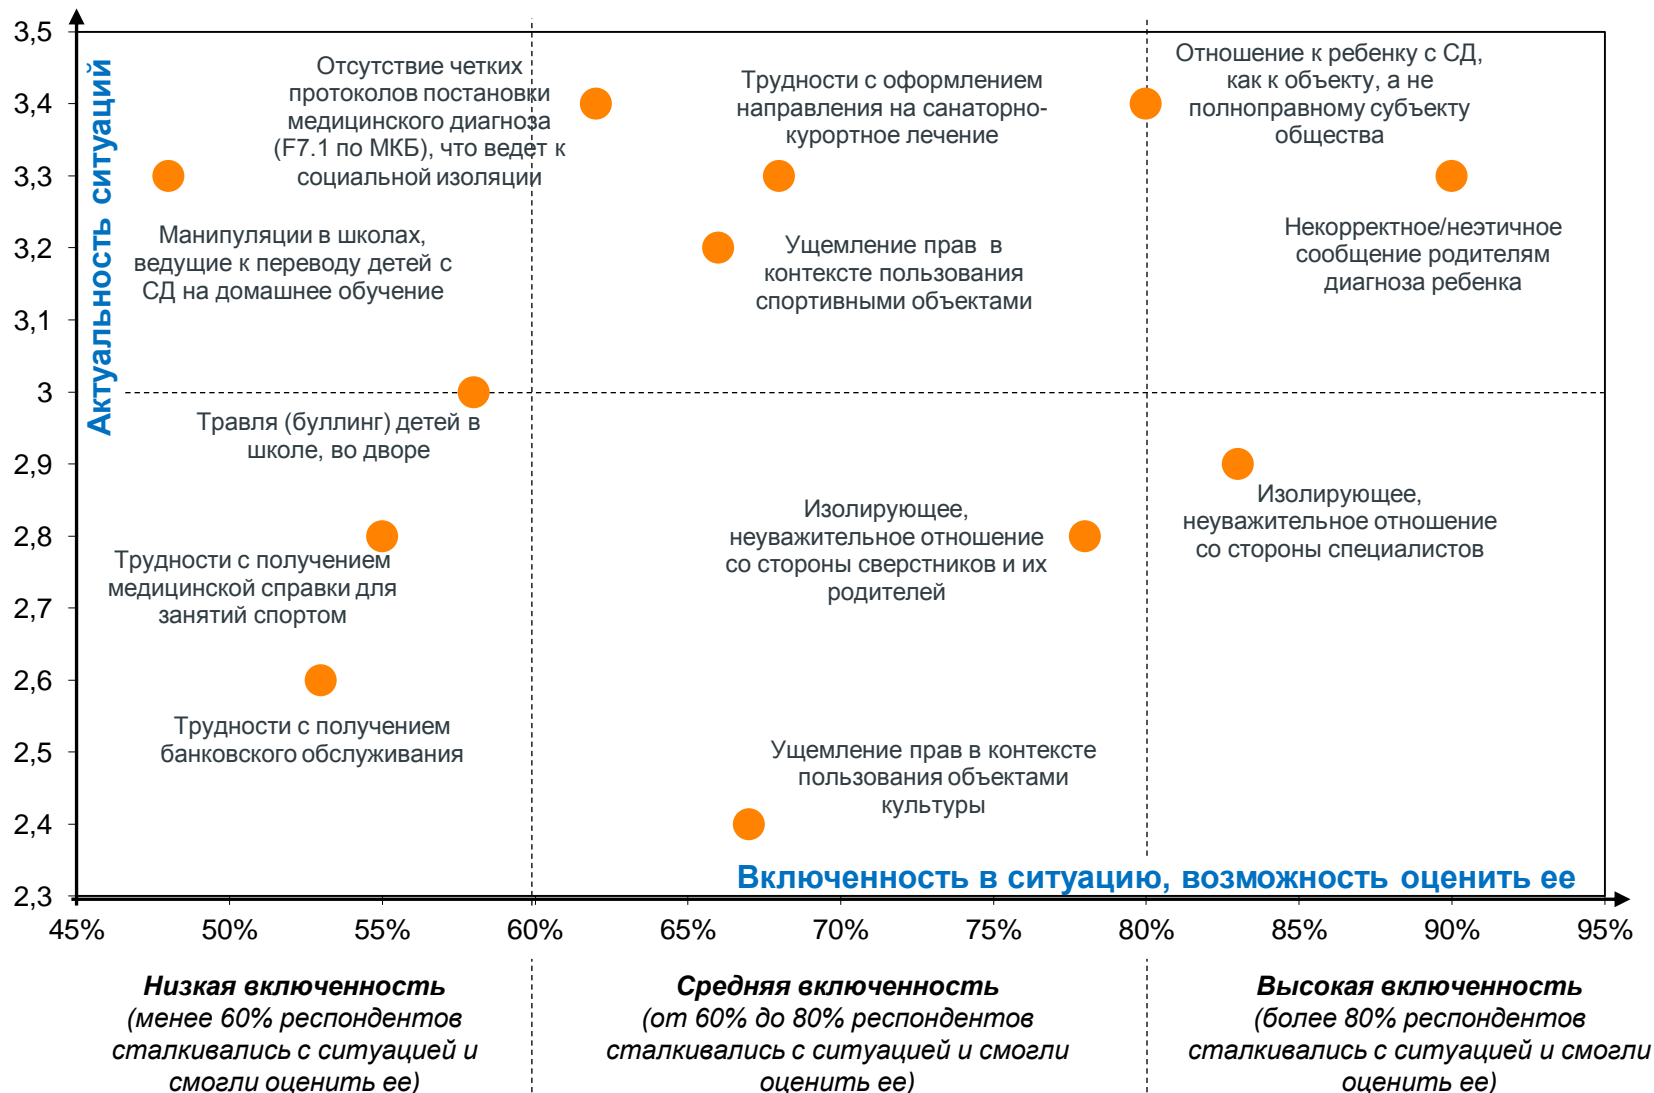 Актуальность ситуаций
3,5
3,4
3,3
3,2
3,1
3
2,9
2,8
2,7
2,6
2,5
2,4
2,3
Отсутствие четких
протоколов постановки
медицинского диагноза
(F7.1 по МКБ), что ведет к
социальной изоляции
Трудности с оформлением
направления на санаторно-
курортное лечение
Отношение к ребенку с СД,
как к объекту, а не
полноправному субъекту
общества
Манипуляции в школах,
ведущие к переводу детей с
СД на домашнее обучение
Ущемление прав в
контексте пользования
спортивными объектами
Некорректное/неэтичное
сообщение родителям
диагноза ребенка
Травля (буллинг) детей в
школе, во дворе
Изолирующее,
неуважительное отношение
со стороны сверстников и их
родителей
Изолирующее,
неуважительное отношение
со стороны специалистов
Трудности с получением
медицинской справки для
занятий спортом
Трудности с получением
банковского обслуживания
Ущемление прав в контексте
пользования объектами
культуры
Включенность в ситуацию, возможность оценить ее
45% 50% 55% 60% 65% 70% 75% 80% 85% 90% 95%
Низкая включенность
(менее 60% респондентов
сталкивались с ситуацией и
смогли оценить ее)
Средняя включенность
(от 60% до 80% респондентов
сталкивались с ситуацией и смогли
оценить ее)
Высокая включенность
(более 80% респондентов
сталкивались с ситуацией и смогли
оценить ее)